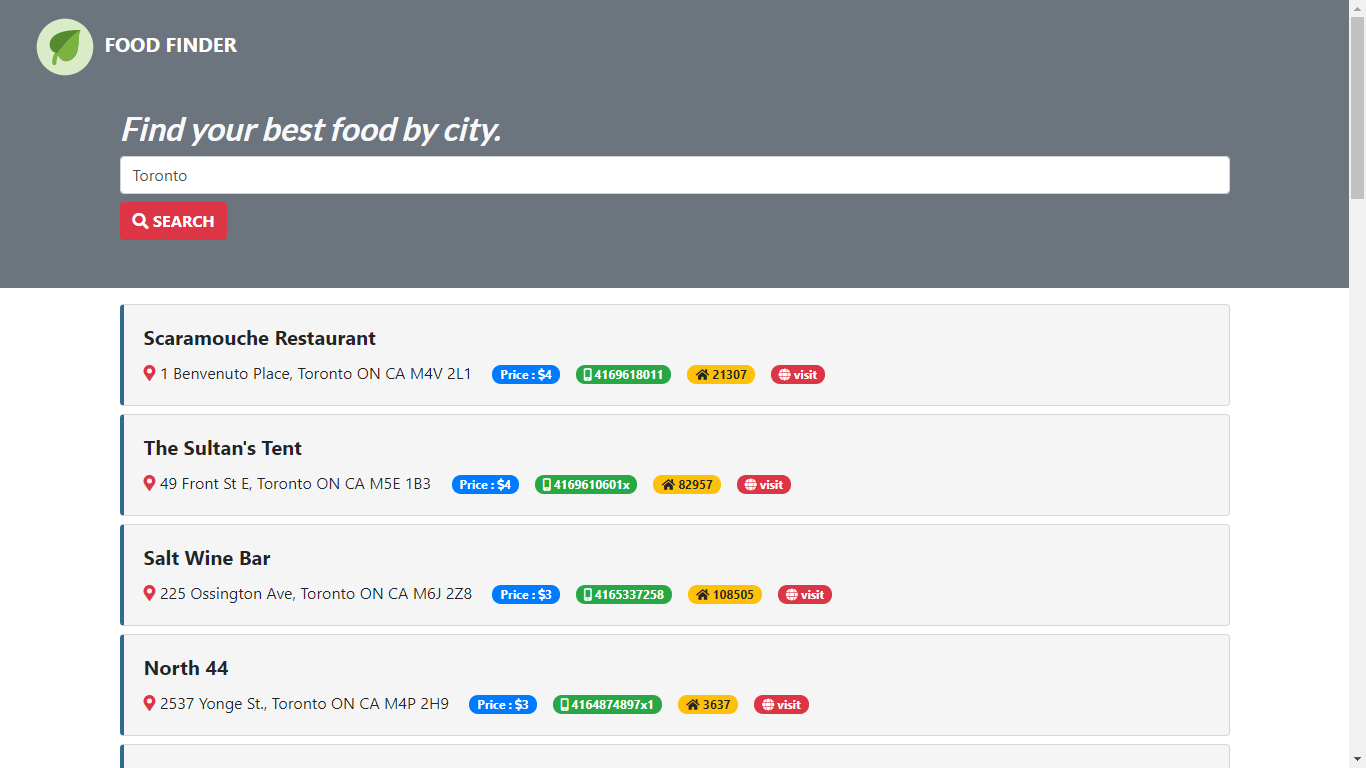 FOOD FINDER
Find your best food by city.
Toronto
SEARCH
Scaramouche Restaurant
1 Benvenuto Place, Toronto ON CA M4V 2L1 Price : $4 4169618011 21307 visit
The Sultan's Tent
49 Front St E, Toronto ON CA M5E 1B3 Price : $4 4169610601x 82957 visit
Salt Wine Bar
225 Ossington Ave, Toronto ON CA M6J 2Z8 Price : $3 4165337258 108505 visit
North 44
2537 Yonge St., Toronto ON CA M4P 2H9 Price : $3 4164874897x1 3637 visit